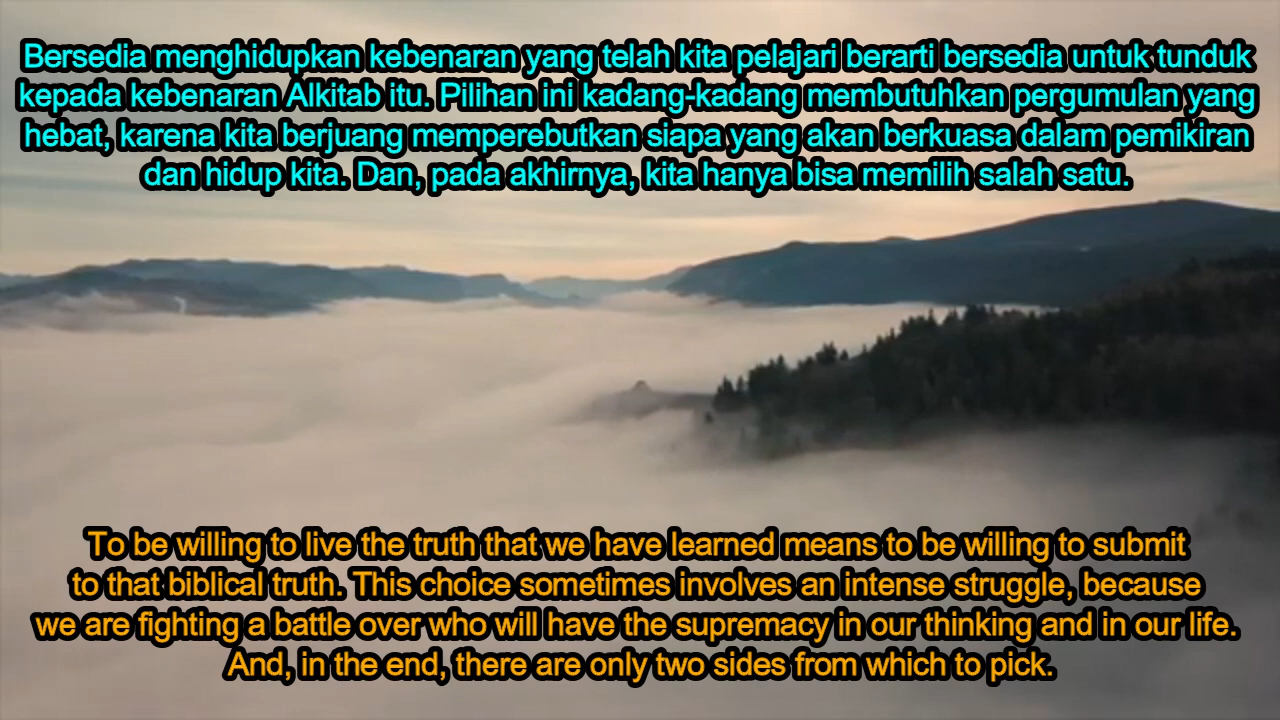 Bersedia menghidupkan kebenaran yang telah kita pelajari berarti bersedia untuk tunduk
kepada kebenaran Alkitab itu. Pilihan ini kadang-kadang membutuhkan pergumulan yang
hebat, karena kita berjuang memperebutkan siapa yang akan berkuasa dalam pemikiran
dan hidup kita. Dan, pada akhirnya, kita hanya bisa memilih salah satu.
To be willing to live the truth that we have learned means to be willing to submit
to that biblical truth. This choice sometimes involves an intense struggle, because
we are fighting a battle over who will have the supremacy in our thinking and in our life.
And, in the end, there are only two sides from which to pick.